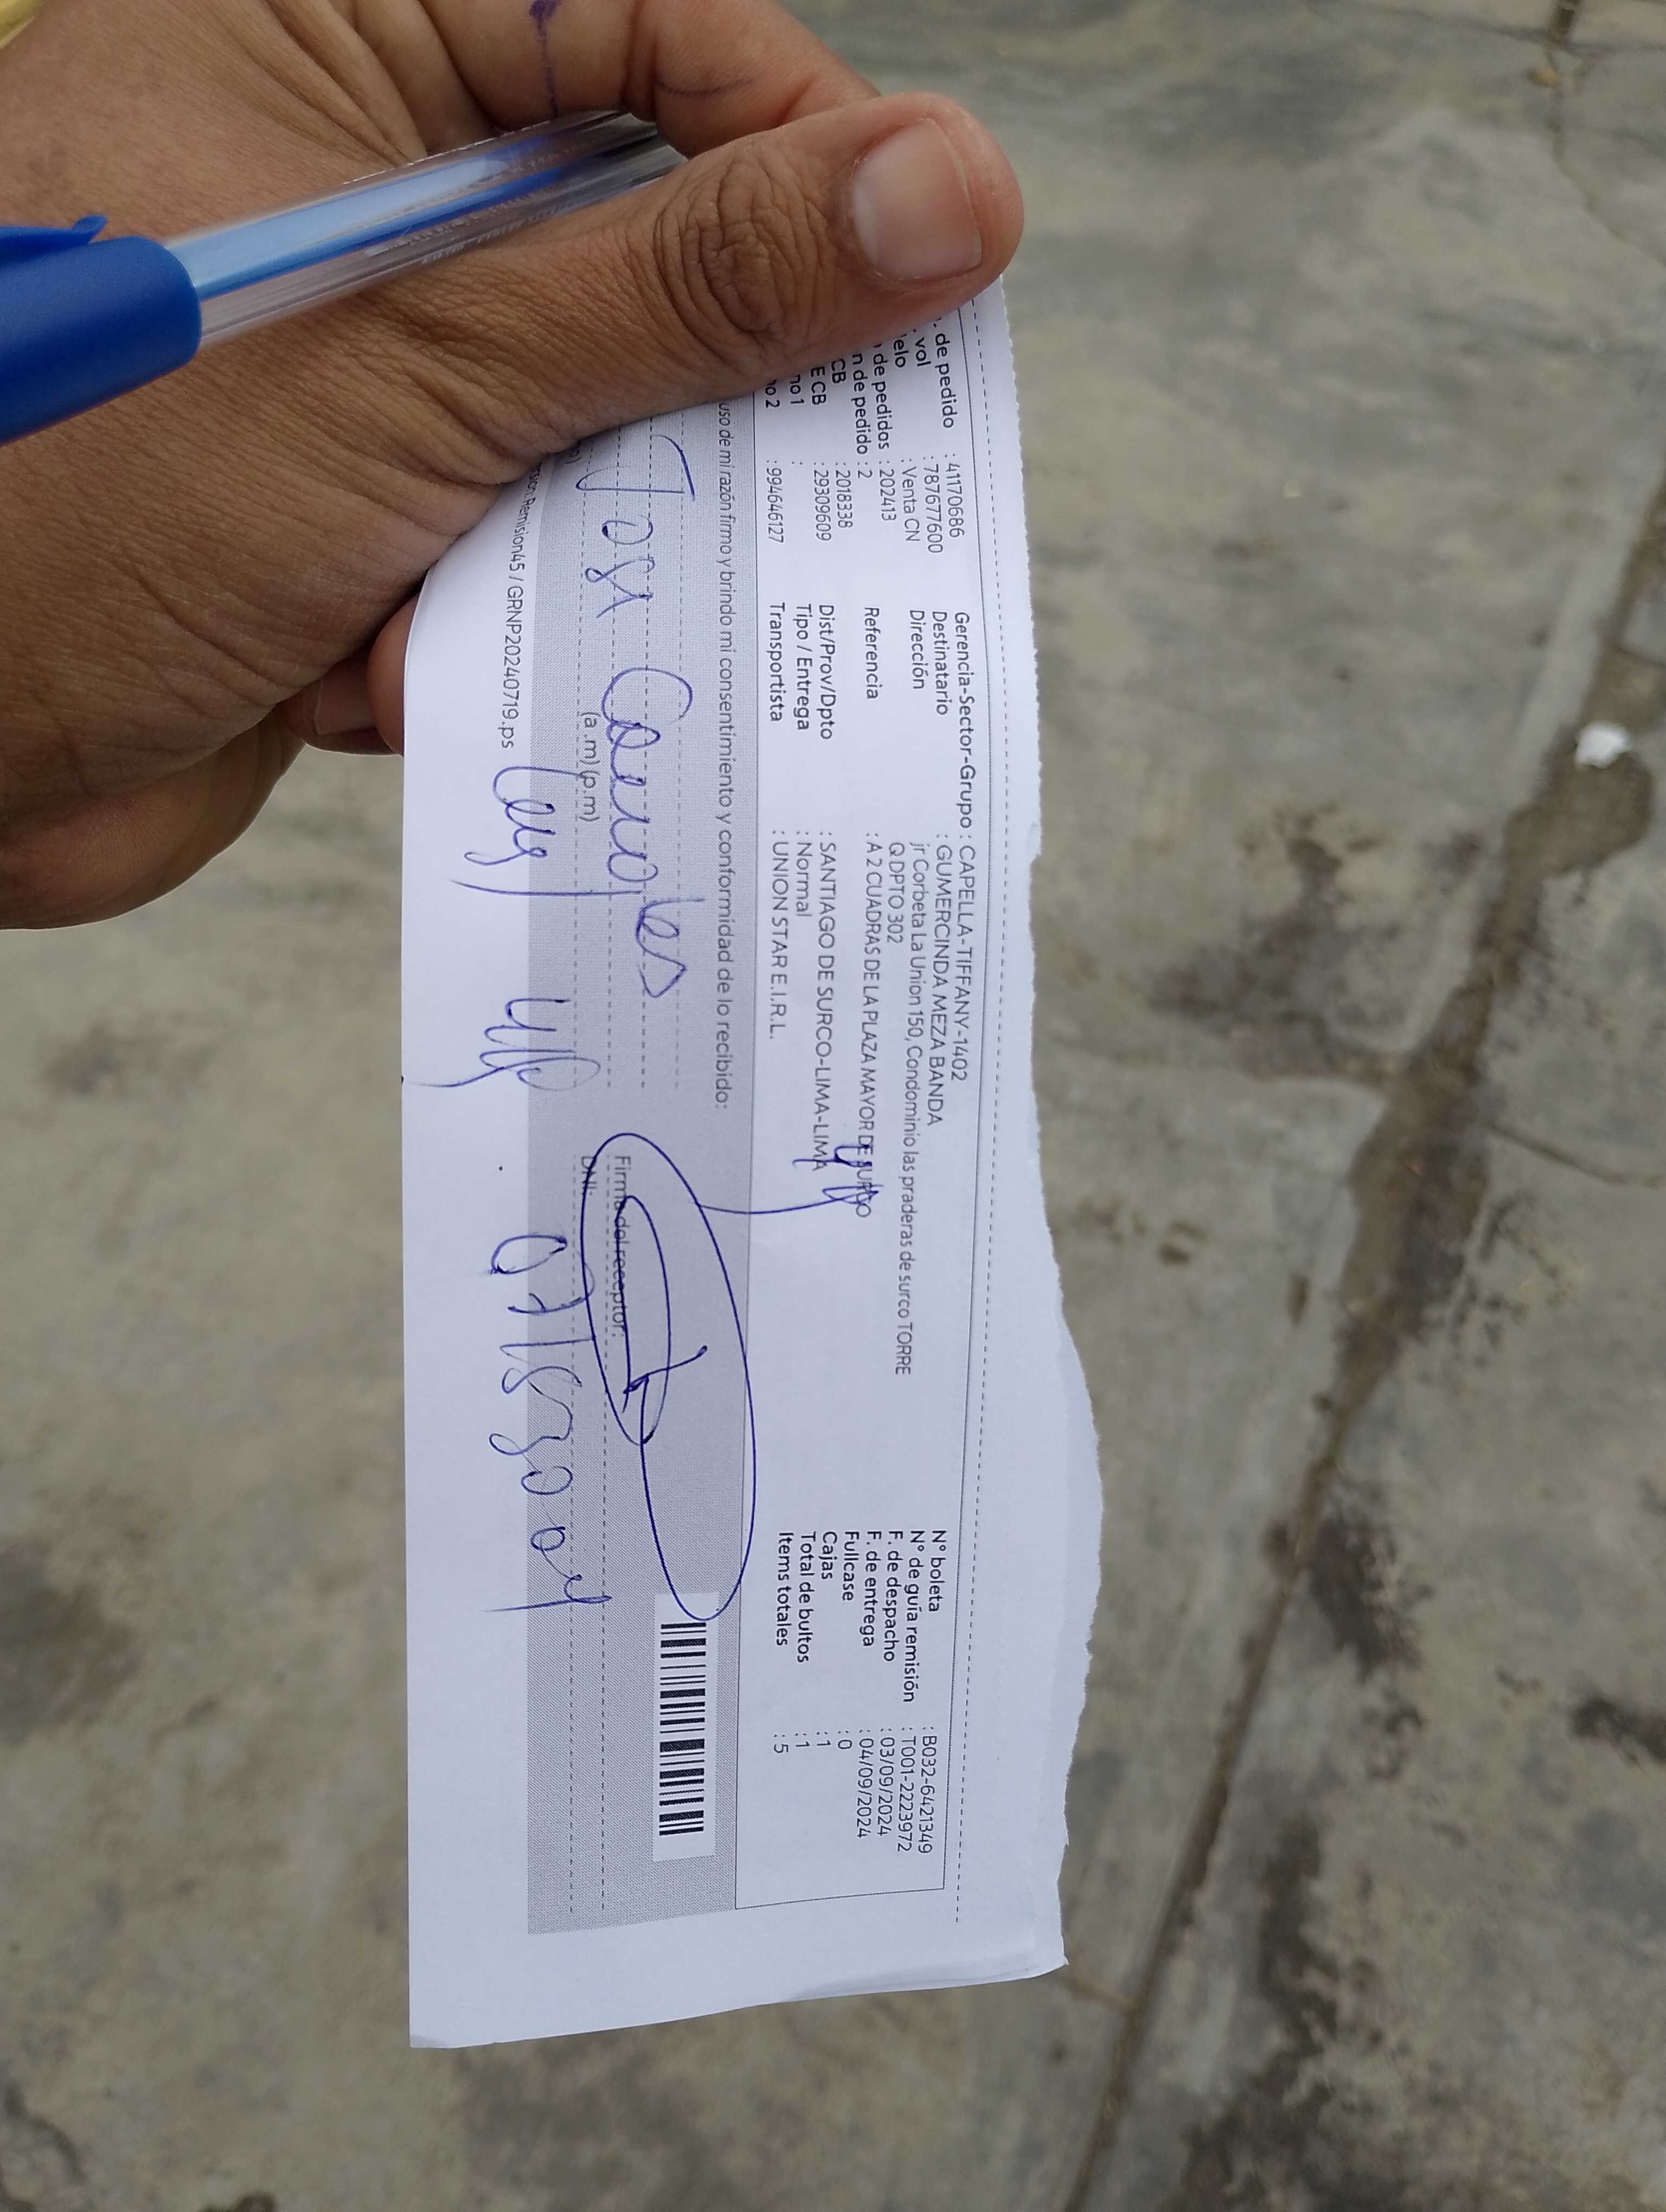 . de pedido : 41170686
vol : 787677600
elo : Venta CN
de pedidos : 202413
n de pedido : 2
CB : 2018338
E CB : 29309609
no 1 :
no 2 : 994646127
Gerencia-Sector-Grupo : CAPELLA-TIFFANY-1402
Destinatario : GUMERCINDA MEZA BANDA
Dirección jr Corbeta La Union 150, Condominio las praderas de surco TORRE
Q DPTO 302
Referencia : A 2 CUADRAS DE LA PLAZA MAYOR DE SURCO
Dist/Prov/Dpto : SANTIAGO DE SURCO-LIMA-LIMA
Tipo / Entrega : Normal
Transportista : UNION STAR E.I.R.L.
N° boleta : B032-6421349
N° de guía remisión : T001-2223972
F. de despacho : 03/09/2024
F. de entrega : 04/09/2024
Fullcase : 0
Cajas : 1
Total de bultos : 1
Items totales : 5
uso de mi razón firmo y brindo mi consentimiento y conformidad de lo recibido:
Firma del receptor:
(a.m) (p.m)
DNI:
Remision45 / GRNP20240719.ps